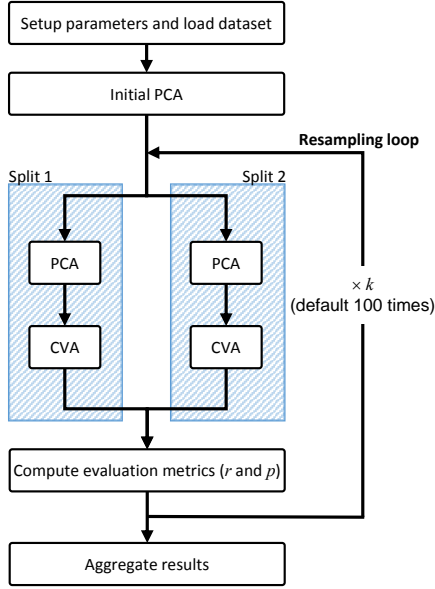 Setup parameters and load dataset
Initial PCA
Resampling loop
Split 1
Split 2
PCA
PCA
× k
(default 100 times)
CVA
CVA
Compute evaluation metrics (r and p)
Aggregate results